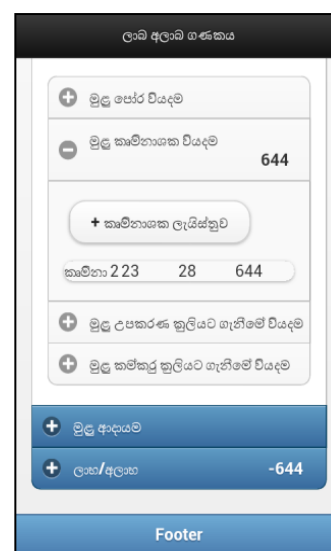 ලාබ අලාබ ගණකය
මුළු පෝර වියදම
මුළු කෘමිනාශක වියදම
644
+ කෘමිනාශක ලැයිස්තුව
කෘමිනා 2 23 28 644
මුළු උපකරණ කුලියට ගැනීමේ වියදම
මුළු කම්කරු කුලියට ගැනීමේ වියදම
මුළු ආදායම
ලාභ/අලාභ -644
Footer